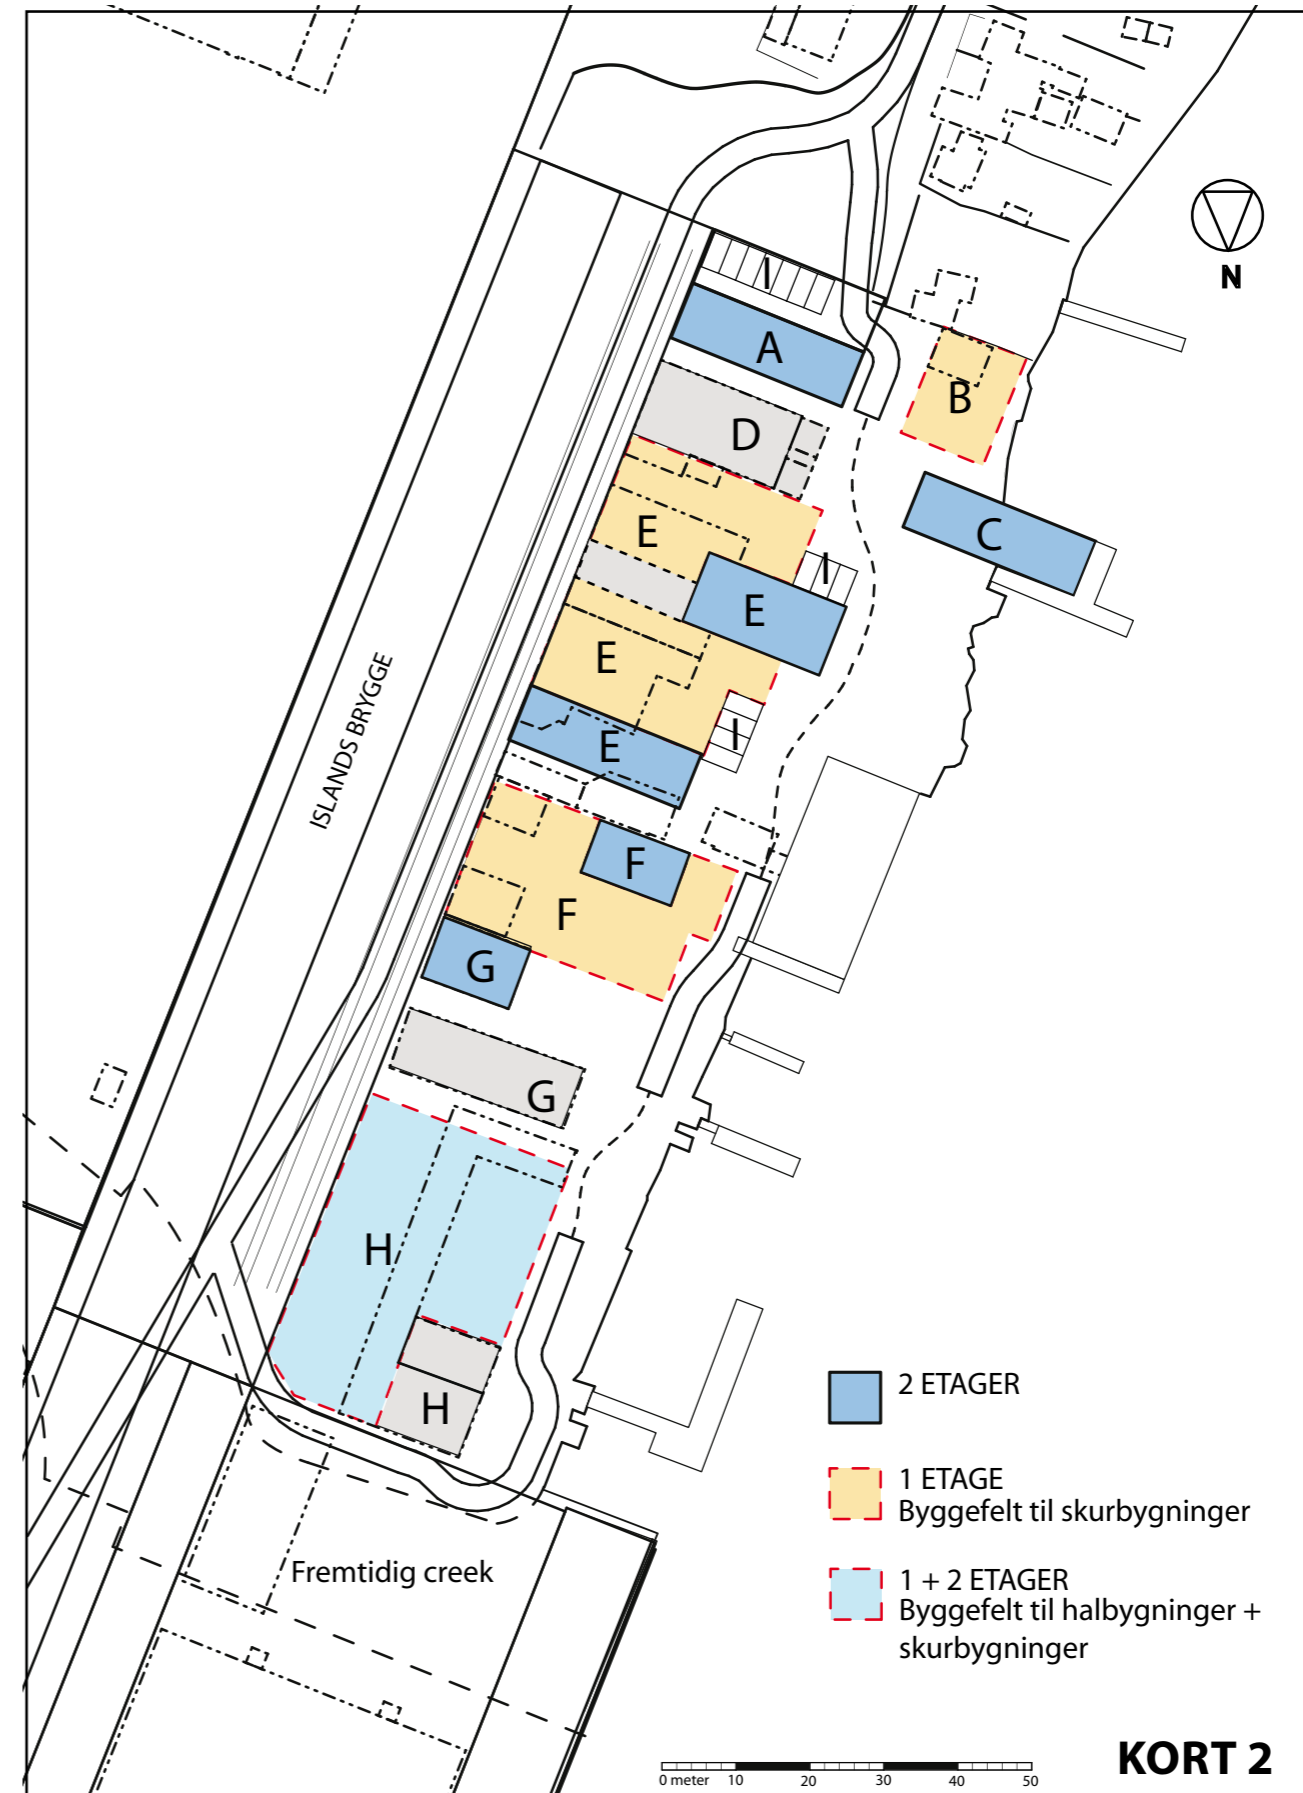 I
N
A
B
D
C
E
I
E
E
I
E
ISLANDS BRYGGE
F
F
G
G
H
H
2 ETAGER
1 ETAGE
Byggefelt til skurbygninger
1 + 2 ETAGER
Byggefelt til halbygninger +
skurbygninger
Fremtidig creek
KORT 2
0 meter 10 20 30 40 50